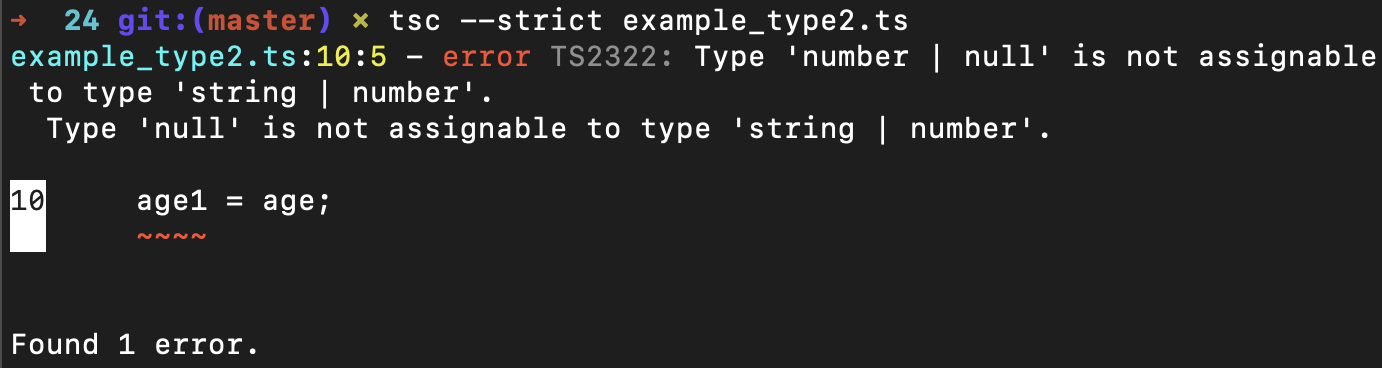 → 24 git:(master) × tsc --strict example_type2.ts
example_type2.ts:10:5 - error TS2322: Type 'number | null' is not assignable
to type 'string | number'.
Type 'null' is not assignable to type 'string | number'.
10 age1 = age;
~~~~
Found 1 error.